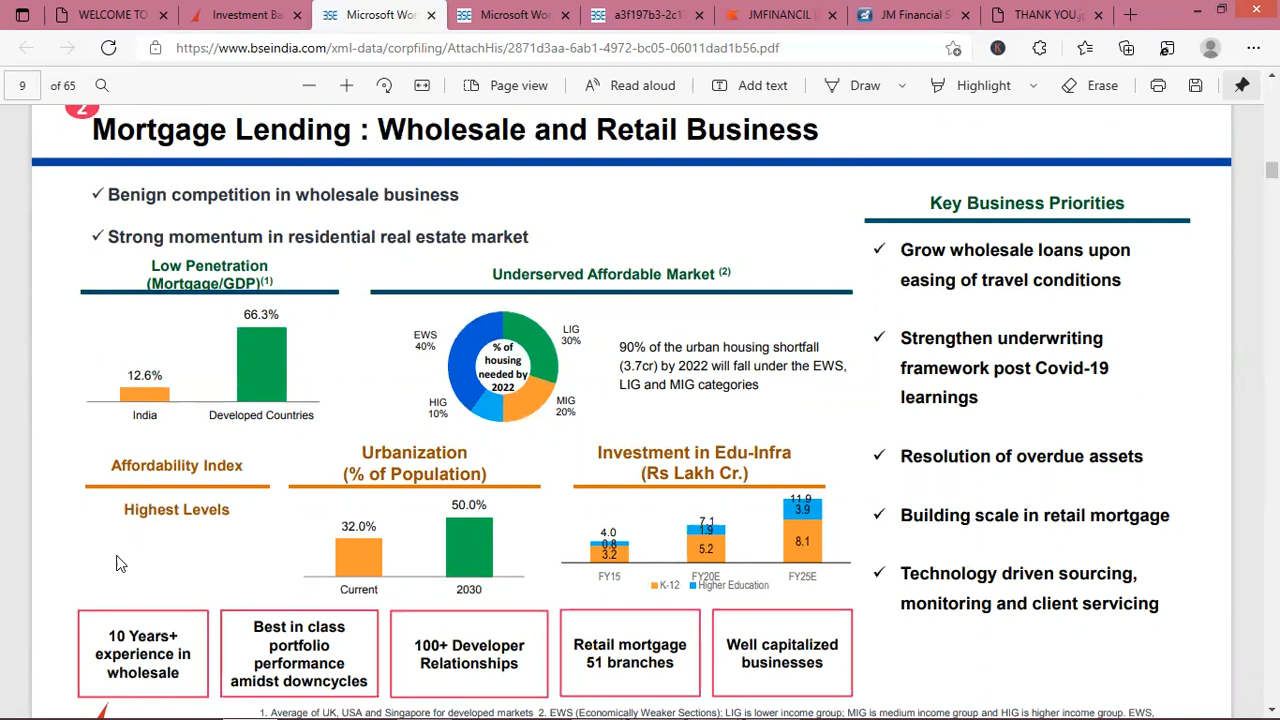 WELCOME TO
Investment Ba
Microsoft Wo
Microsoft Wo
a3f197b3-2c1
JMFINANCIL
JM Financial S
THANK YOU.j
https://www.bseindia.com/xml-data/corpfiling/AttachHis/2871d3aa-6ab1-4972-bc05-06011dad1b56.pdf
K
9 of 65
Page view
Read aloud
Add text
Draw
Highlight
Erase
2
Mortgage Lending : Wholesale and Retail Business
✓ Benign competition in wholesale business
✓ Strong momentum in residential real estate market
Low Penetration
(Mortgage/GDP)(1)
66.3%
12.6%
India
Developed Countries
Underserved Affordable Market (2)
EWS
40%
LIG
30%
% of
housing
needed by
2022
HIG
10%
MIG
20%
90% of the urban housing shortfall
(3.7cr) by 2022 will fall under the EWS,
LIG and MIG categories
Affordability Index
Highest Levels
Urbanization
(% of Population)
32.0%
50.0%
Current
2030
Investment in Edu-Infra
(Rs Lakh Cr.)
4.0
0.8
3.2
7.1
1.9
5.2
11.9
3.9
8.1
FY15
FY20E
FY25E
K-12
Higher Education
Key Business Priorities
✓ Grow wholesale loans upon
easing of travel conditions
✓ Strengthen underwriting
framework post Covid-19
learnings
✓ Resolution of overdue assets
✓ Building scale in retail mortgage
✓ Technology driven sourcing,
monitoring and client servicing
10 Years+
experience in
wholesale
Best in class
portfolio
performance
amidst downcycles
100+ Developer
Relationships
Retail mortgage
51 branches
Well capitalized
businesses
1. Average of UK, USA and Singapore for developed markets 2. EWS (Economically Weaker Sections); LIG is lower income group; MIG is medium income group and HIG is higher income group. EWS,